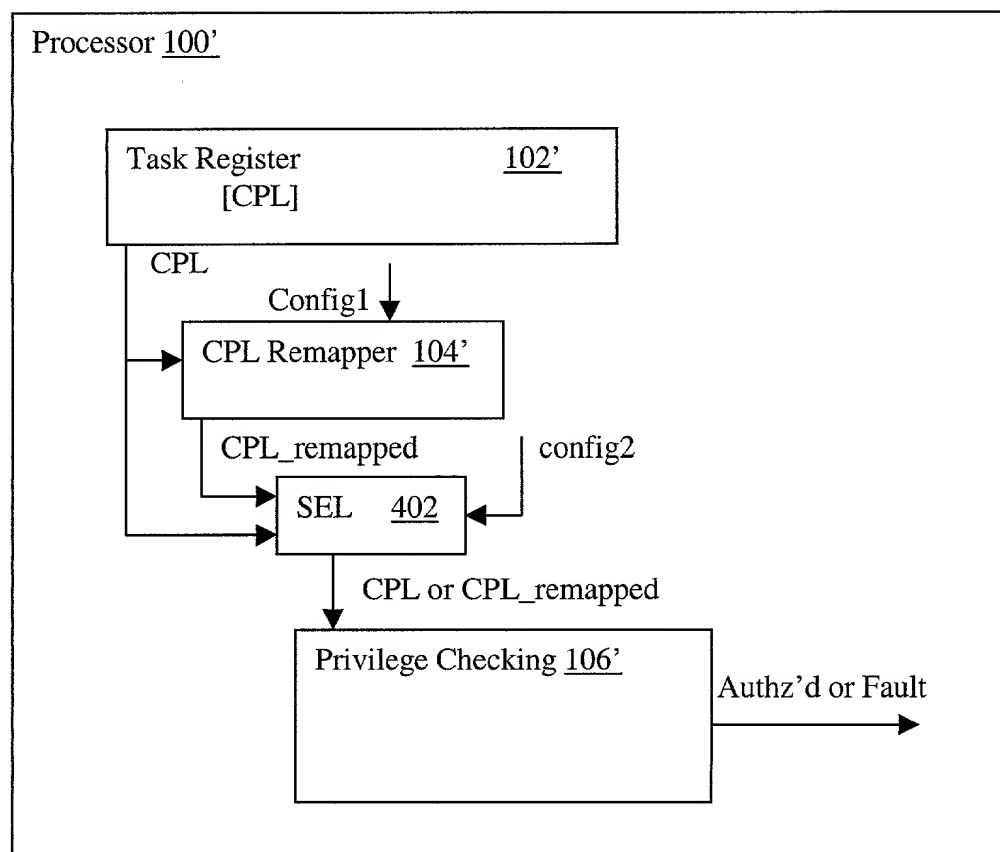 Processor 100’
Task Register 102’
[CPL]
CPL
Config1
CPL Remapper 104’
CPL_remapped
config2
SEL 402
CPL or CPL_remapped
Privilege Checking 106’
Authz’d or Fault